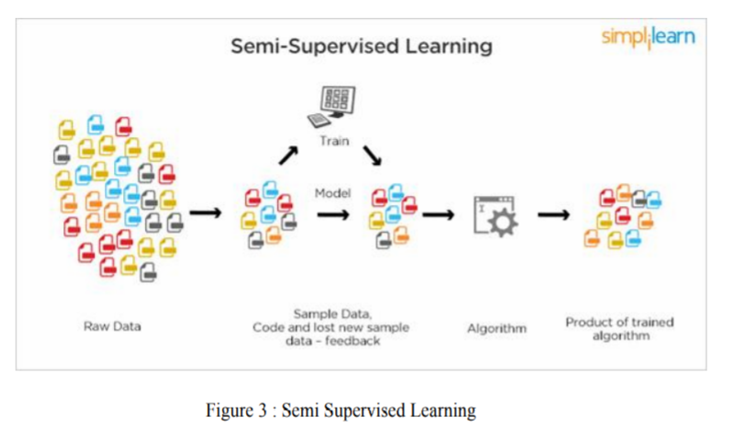 simplilearn
Semi-Supervised Learning
Train
Model
Raw Data
Sample Data,
Code and lost new sample
data - feedback
Algorithm
Product of trained
algorithm
Figure 3 : Semi Supervised Learning